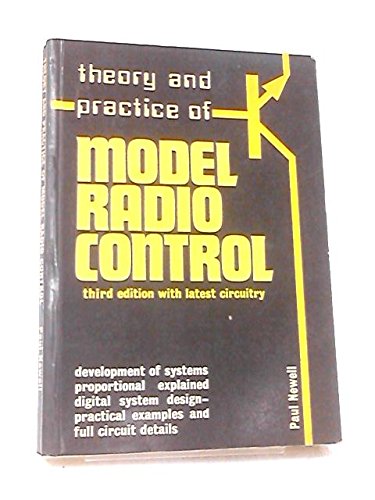 theory and
practice of
MODEL
RADIO
CONTROL
third edition with latest circuitry
development of systems
proportional explained
digital system design–
practical examples and
full circuit details
Paul Newell